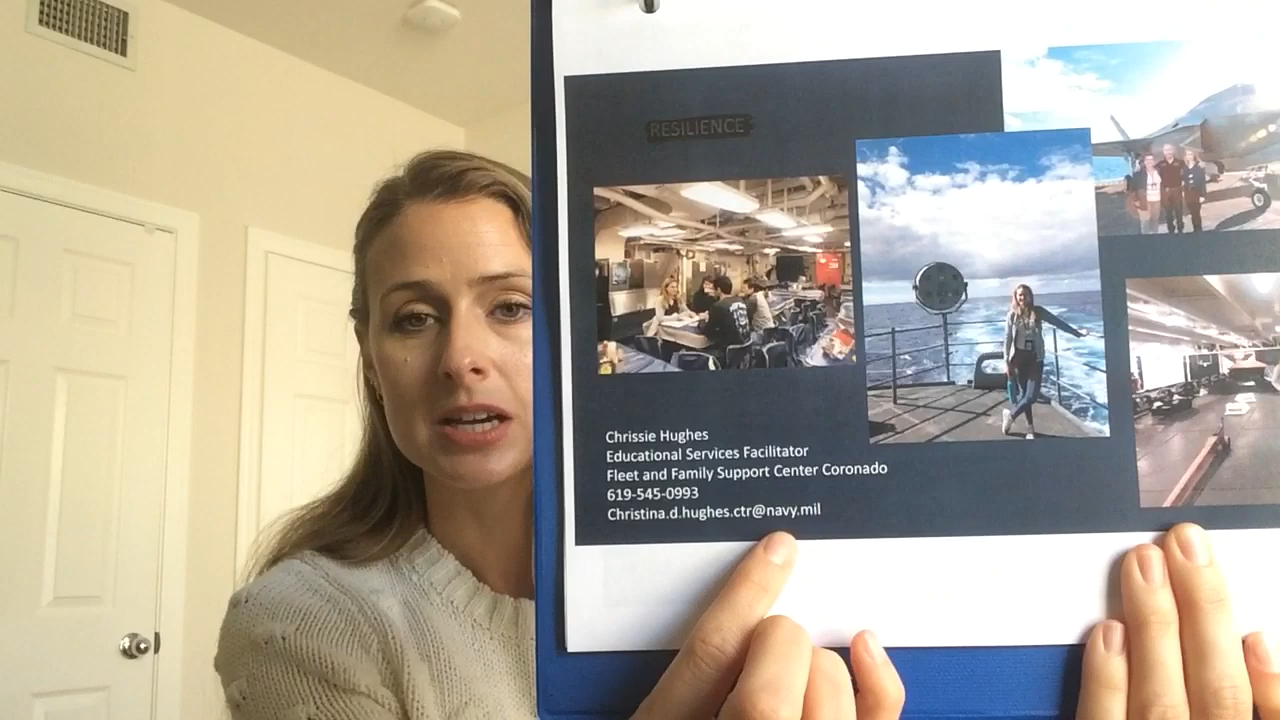 RESILIENCE
Chrissie Hughes
Educational Services Facilitator
Fleet and Family Support Center Coronado
619-545-0993
Christina.d.hughes.ctr@navy.mil